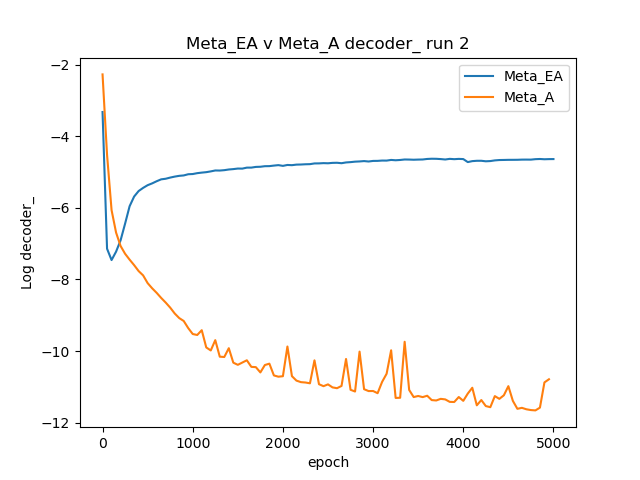 Meta_EA v Meta_A decoder_ run 2
Meta_EA
Meta_A
Log decoder_
−2
−4
−6
−8
−10
−12
0
1000
2000
3000
4000
5000
epoch